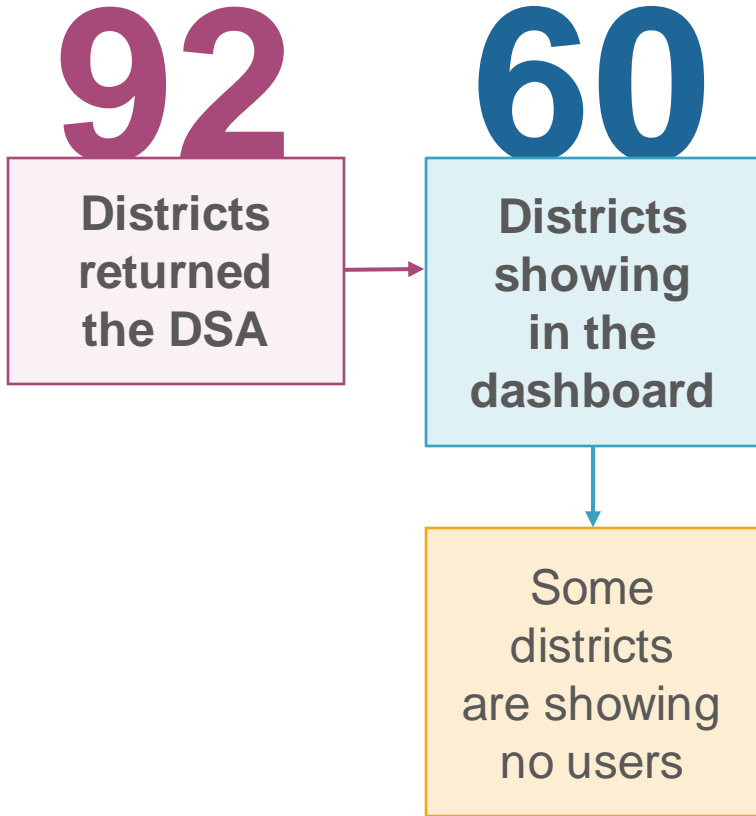 92
Districts
returned
the DSA
60
Districts
showing
in the
dashboard
Some
districts
are showing
no users